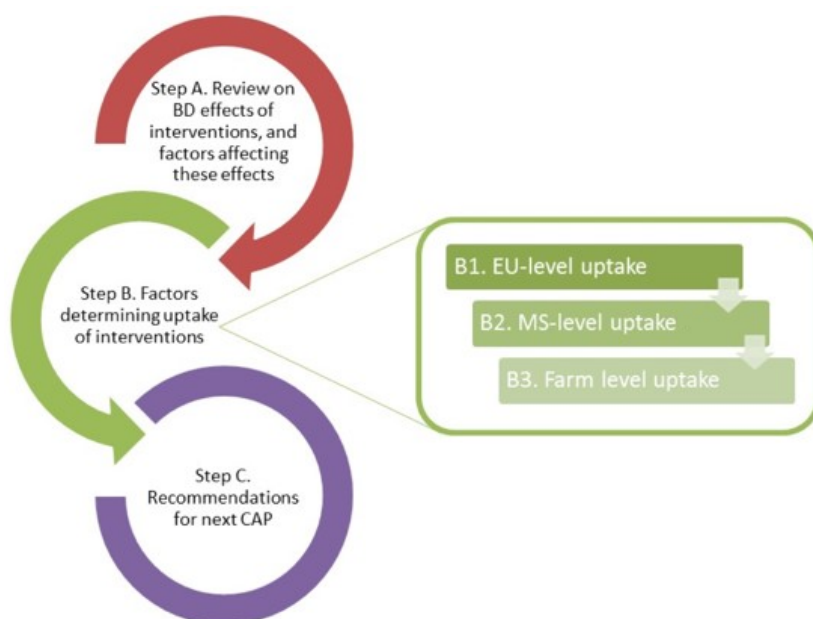 Step A. Review on
BD effects of
interventions, and
factors affecting
these effects
Step B. Factors
determining uptake
of interventions
B1. EU-level uptake
B2. MS-level uptake
B3. Farm level uptake
Step C.
Recommendations
for next CAP